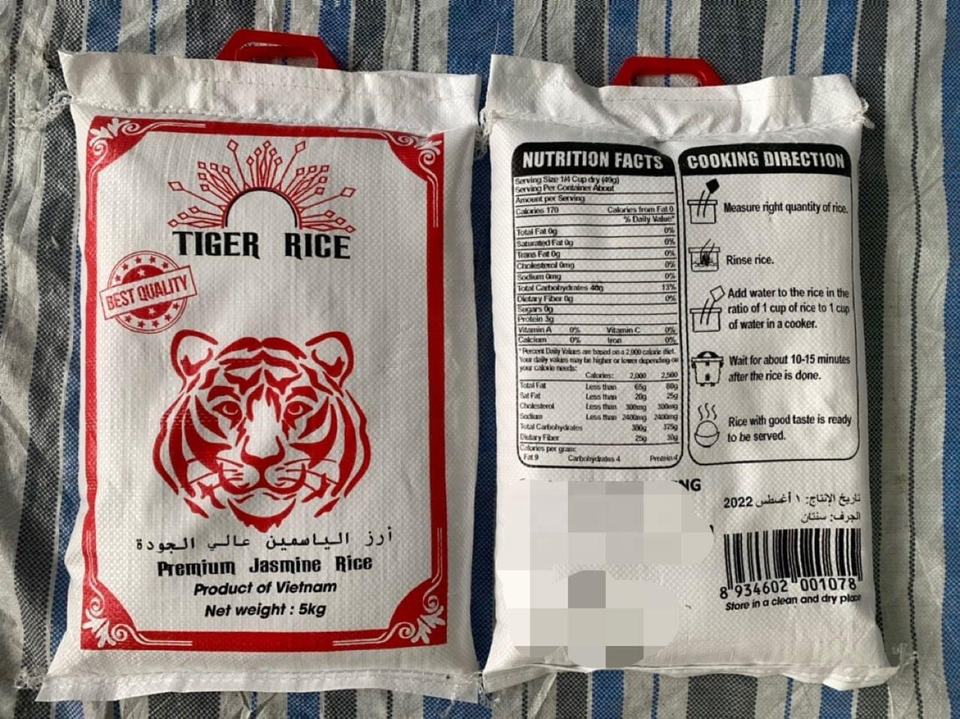 TIGER RICE
BEST QUALITY
أرز الياسمين عالي الجودة
Premium Jasmine Rice
Product of Vietnam
Net weight : 5kg
NUTRITION FACTS
Serving Size 1/4 Cup dry (49g)
Serving Per Container About
Amount per Serving
Calories 170 Calories from Fat 0
% Daily Value*
Total Fat 0g 0%
Saturated Fat 0g 0%
Trans Fat 0g 0%
Cholesterol 0mg 0%
Sodium 0mg 0%
Total Carbohydrates 40g 13%
Dietary Fiber 0g 0%
Sugars 0g
Protein 3g
Vitamin A 0% Vitamin C 0%
Calcium 0% Iron 0%
* Percent Daily Values are based on a 2,000 calorie diet.
Your daily values may be higher or lower depending on
your calorie needs:
Calories: 2,000 2,500
Total Fat Less than 65g 80g
Sat Fat Less than 20g 25g
Cholesterol Less than 300mg 300mg
Sodium Less than 2400mg 2400mg
Total Carbohydrates 300g 375g
Dietary Fiber 25g 30g
Calories per gram:
Fat 9 Carbohydrates 4 Protein 4
COOKING DIRECTION
Measure right quantity of rice.
Rinse rice.
Add water to the rice in the
ratio of 1 cup of rice to 1 cup
of water in a cooker.
Wait for about 10-15 minutes
after the rice is done.
Rice with good taste is ready
to be served.
تاريخ الإنتاج: ١ أغسطس 2022
الجرف: سنتان
8 934602 001078
Store in a clean and dry place